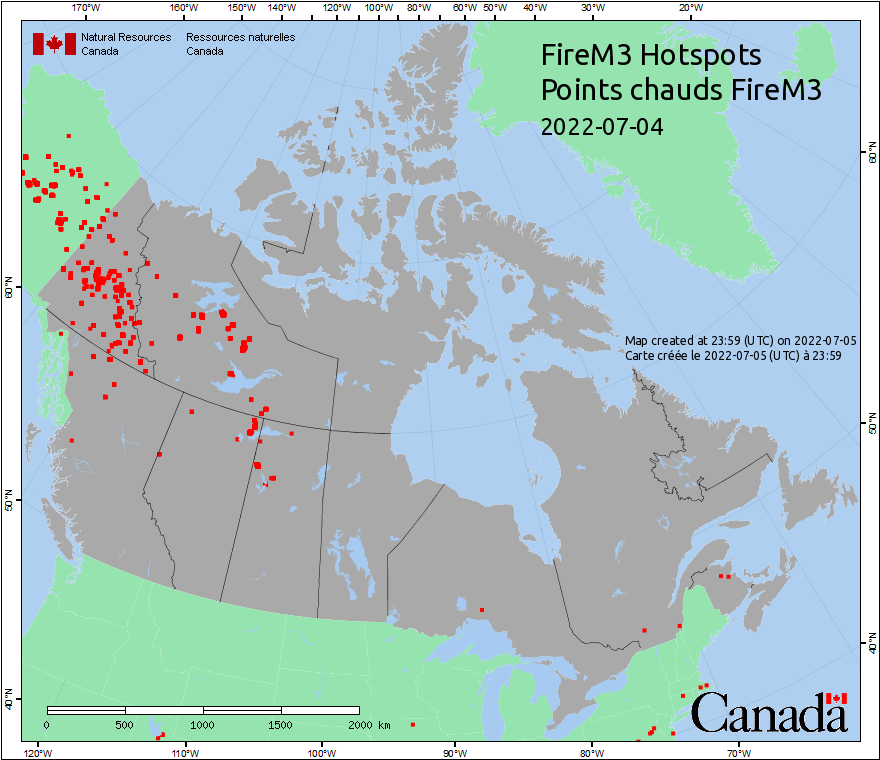 170°W 160°W 150°W 140°W 130°W 120°W 100°W 80°W 60°W 50°W 40°W 30°W 20°W
Natural Resources Canada
Ressources naturelles Canada
FireM3 Hotspots
Points chauds FireM3
2022-07-04
60°N
60°N
Map created at 23:59 (UTC) on 2022-07-05
Carte créée le 2022-07-05 (UTC) à 23:59
50°N
50°N
40°N
40°N
Canada
0 500 1000 1500 2000 km
120°W 110°W 100°W 90°W 80°W 70°W